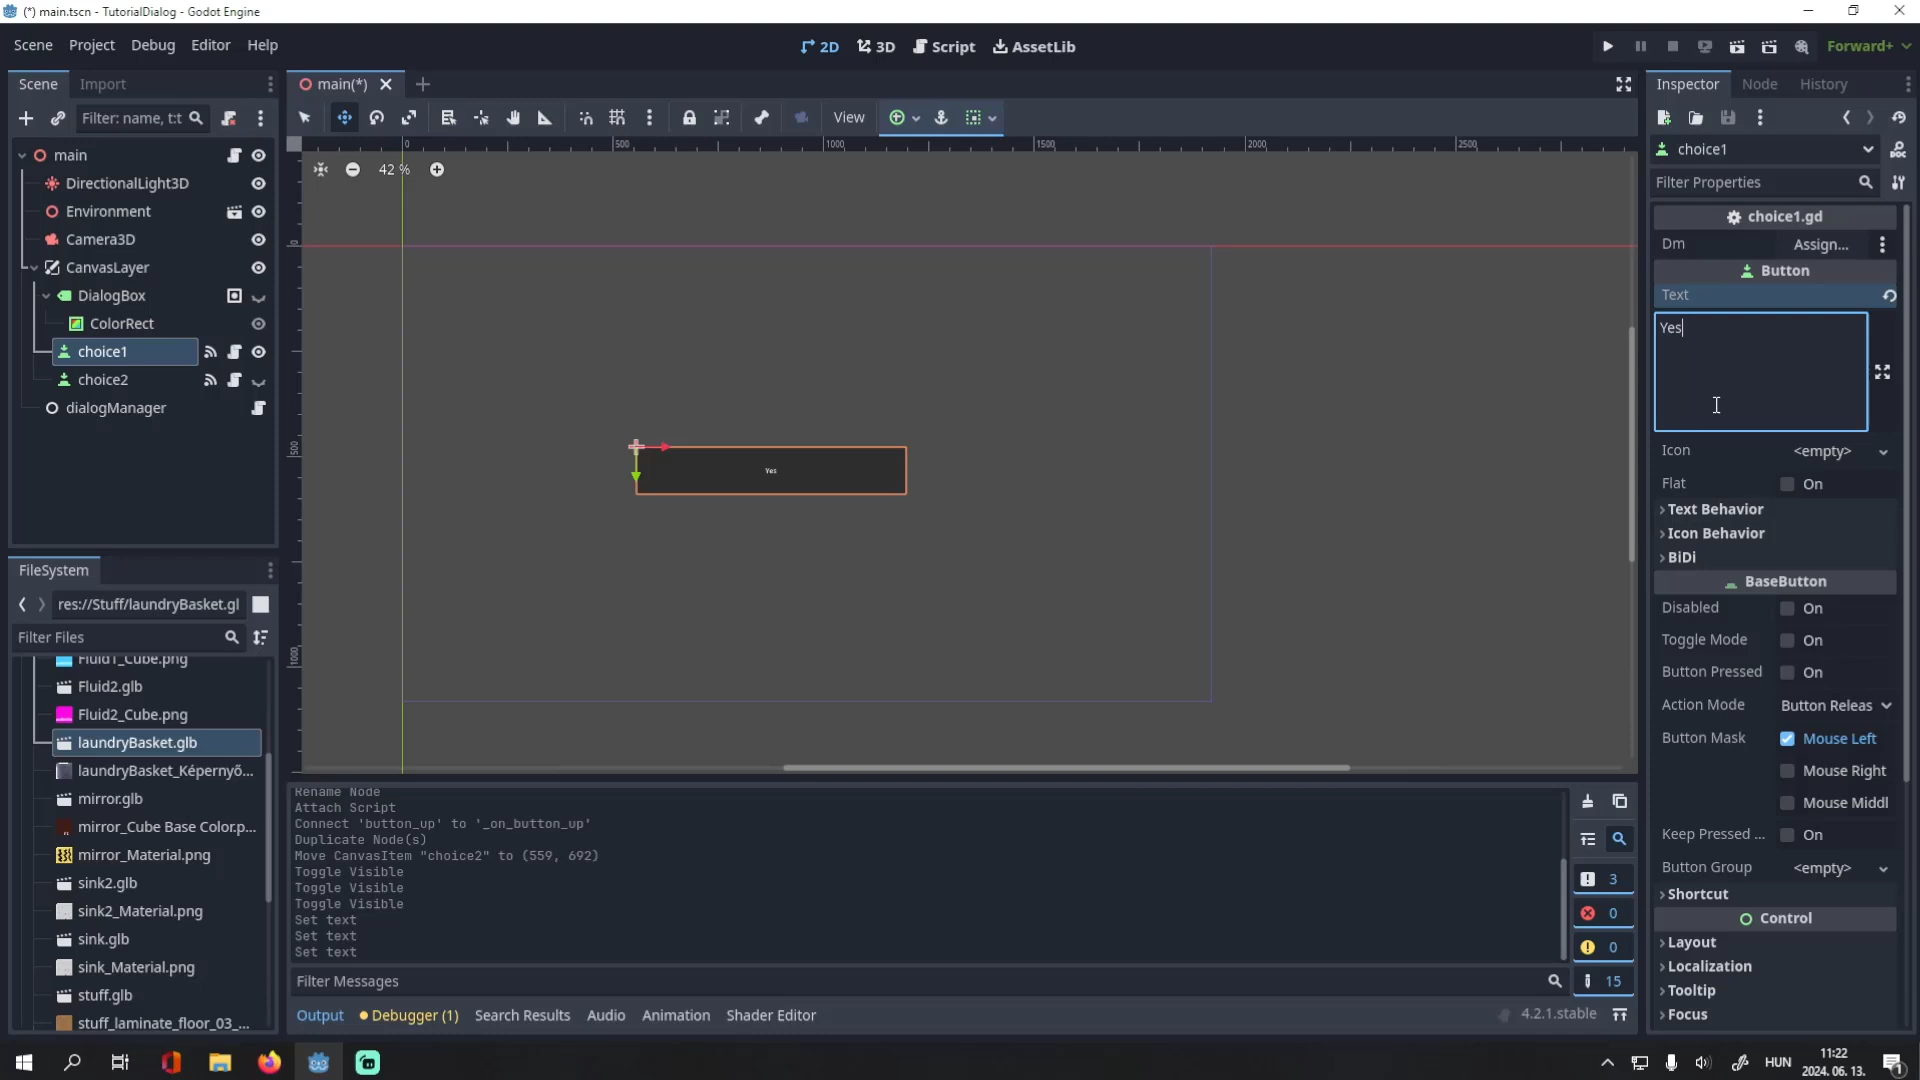 (*) main.tscn - TutorialDialog - Godot Engine
Scene Project Debug Editor Help
2D 3D Script AssetLib
Forward+
Scene Import
main(*)
Inspector Node History
Filter: name, t:t
View
main
DirectionalLight3D
Environment
Camera3D
CanvasLayer
DialogBox
ColorRect
choice1
choice2
dialogManager
0 500 1000 1500 2000 2500
42 %
0
500
1000
Yes
FileSystem
res://Stuff/laundryBasket.gl
Filter Files
Fluid1_Cube.png
Fluid2.glb
Fluid2_Cube.png
laundryBasket.glb
laundryBasket_Képernyő...
mirror.glb
mirror_Cube Base Color.p...
mirror_Material.png
sink2.glb
sink2_Material.png
sink.glb
sink_Material.png
stuff.glb
stuff_laminate_floor_03_...
Rename Node
Attach Script
Connect 'button_up' to '_on_button_up'
Duplicate Node(s)
Move CanvasItem "choice2" to (559, 692)
Toggle Visible
Toggle Visible
Toggle Visible
Set text
Set text
Set text
3
0
0
15
Filter Messages
Output Debugger (1) Search Results Audio Animation Shader Editor
4.2.1.stable
choice1
Filter Properties
choice1.gd
Dm Assign...
Button
Text
Yes
Icon <empty>
Flat On
Text Behavior
Icon Behavior
BiDi
BaseButton
Disabled On
Toggle Mode On
Button Pressed On
Action Mode Button Releas
Button Mask Mouse Left
Mouse Right
Mouse Middl
Keep Pressed ... On
Button Group <empty>
Shortcut
Control
Layout
Localization
Tooltip
Focus
HUN
11:22
2024. 06. 13.
1